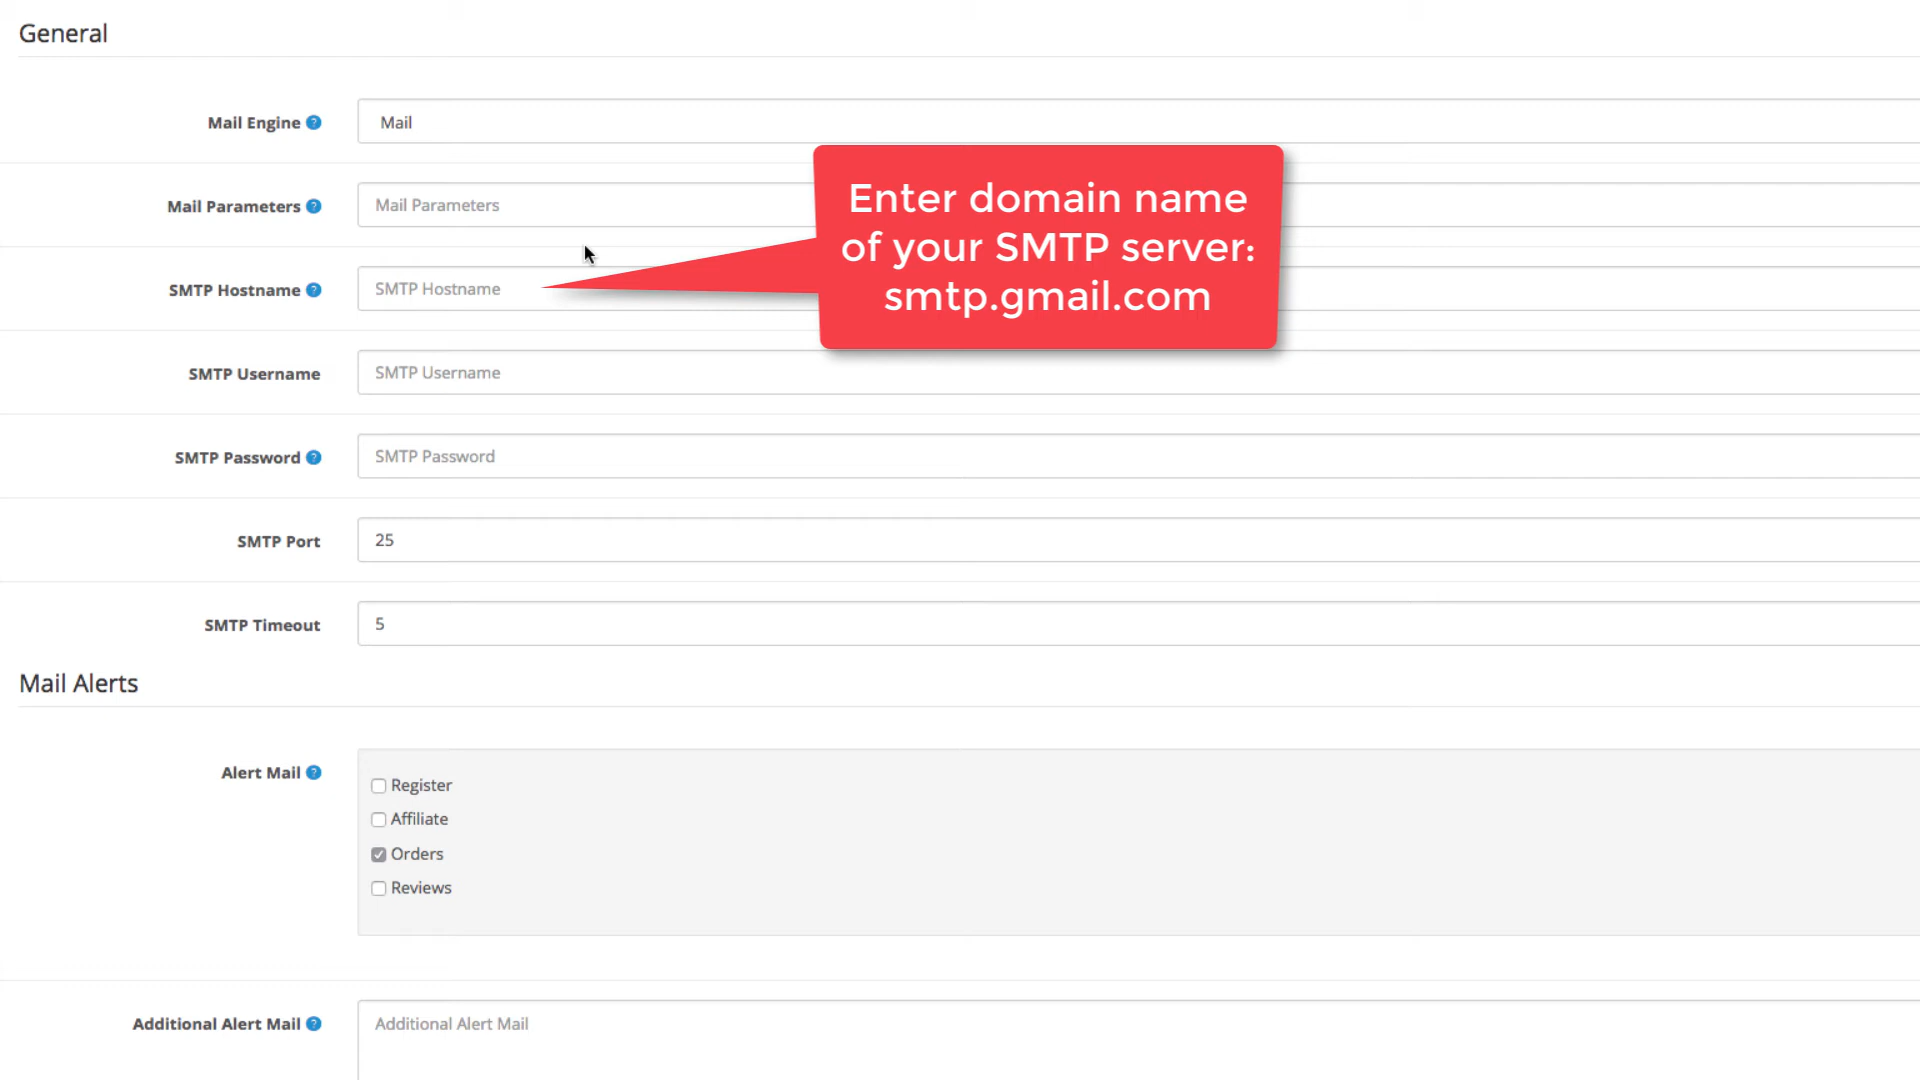 General
Mail Engine ?
Mail
Mail Parameters ?
Mail Parameters
Enter domain name
of your SMTP server:
smtp.gmail.com
SMTP Hostname ?
SMTP Hostname
SMTP Username
SMTP Username
SMTP Password ?
SMTP Password
SMTP Port
25
SMTP Timeout
5
Mail Alerts
Alert Mail ?
Register
Affiliate
Orders
Reviews
Additional Alert Mail ?
Additional Alert Mail